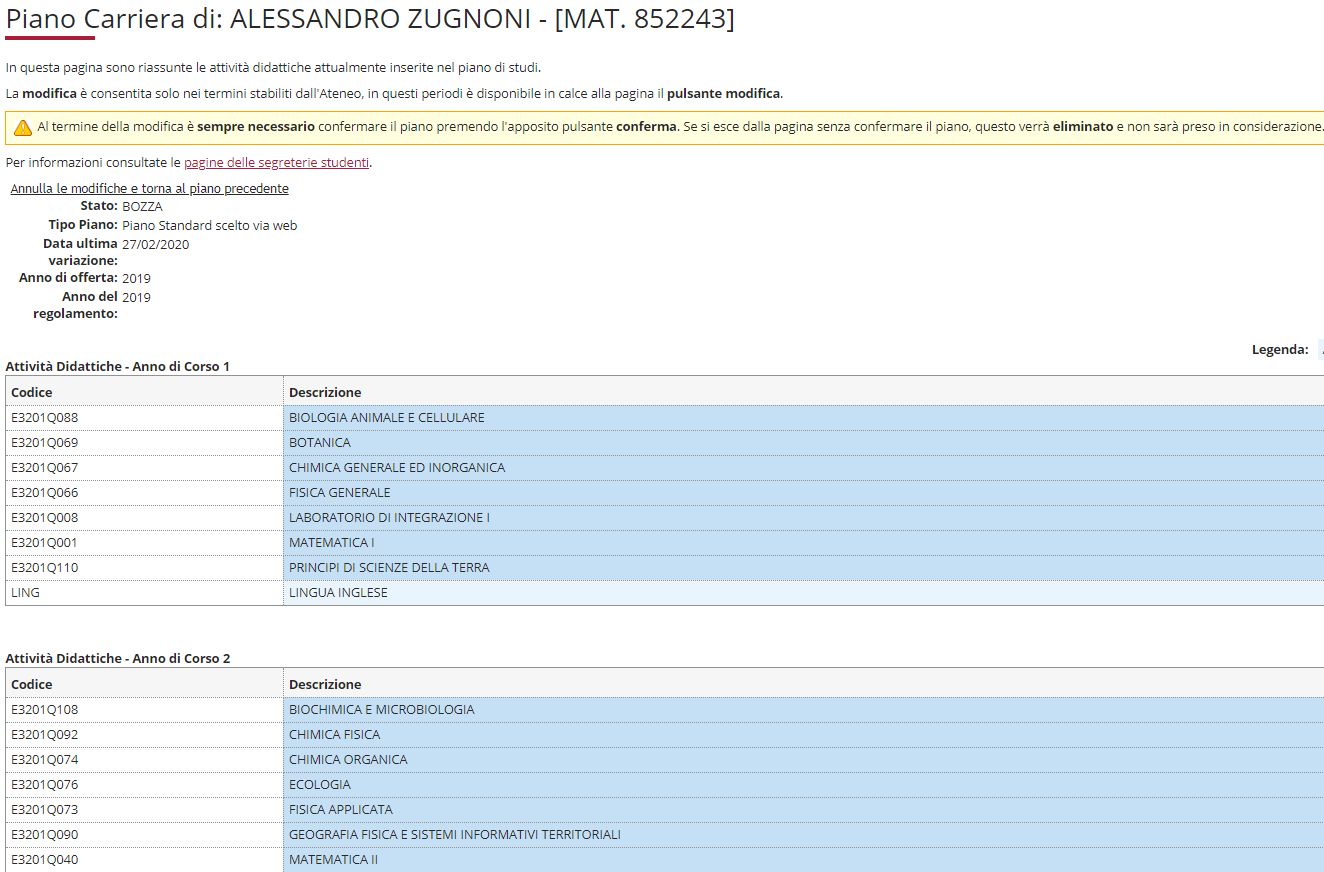 Piano Carriera di: ALESSANDRO ZUGNONI - [MAT. 852243]
In questa pagina sono riassunte le attività didattiche attualmente inserite nel piano di studi.
La modifica è consentita solo nei termini stabiliti dall'Ateneo, in questi periodi è disponibile in calce alla pagina il pulsante modifica.
Al termine della modifica è sempre necessario confermare il piano premendo l'apposito pulsante conferma. Se si esce dalla pagina senza confermare il piano, questo verrà eliminato e non sarà preso in considerazione.
Per informazioni consultate le pagine delle segreterie studenti.
Annulla le modifiche e torna al piano precedente
Stato: BOZZA
Tipo Piano: Piano Standard scelto via web
Data ultima variazione: 27/02/2020
Anno di offerta: 2019
Anno del regolamento: 2019
Legenda:
Attività Didattiche - Anno di Corso 1
Codice Descrizione
E3201Q088 BIOLOGIA ANIMALE E CELLULARE
E3201Q069 BOTANICA
E3201Q067 CHIMICA GENERALE ED INORGANICA
E3201Q066 FISICA GENERALE
E3201Q008 LABORATORIO DI INTEGRAZIONE I
E3201Q001 MATEMATICA I
E3201Q110 PRINCIPI DI SCIENZE DELLA TERRA
LING LINGUA INGLESE
Attività Didattiche - Anno di Corso 2
Codice Descrizione
E3201Q108 BIOCHIMICA E MICROBIOLOGIA
E3201Q092 CHIMICA FISICA
E3201Q074 CHIMICA ORGANICA
E3201Q076 ECOLOGIA
E3201Q073 FISICA APPLICATA
E3201Q090 GEOGRAFIA FISICA E SISTEMI INFORMATIVI TERRITORIALI
E3201Q040 MATEMATICA II